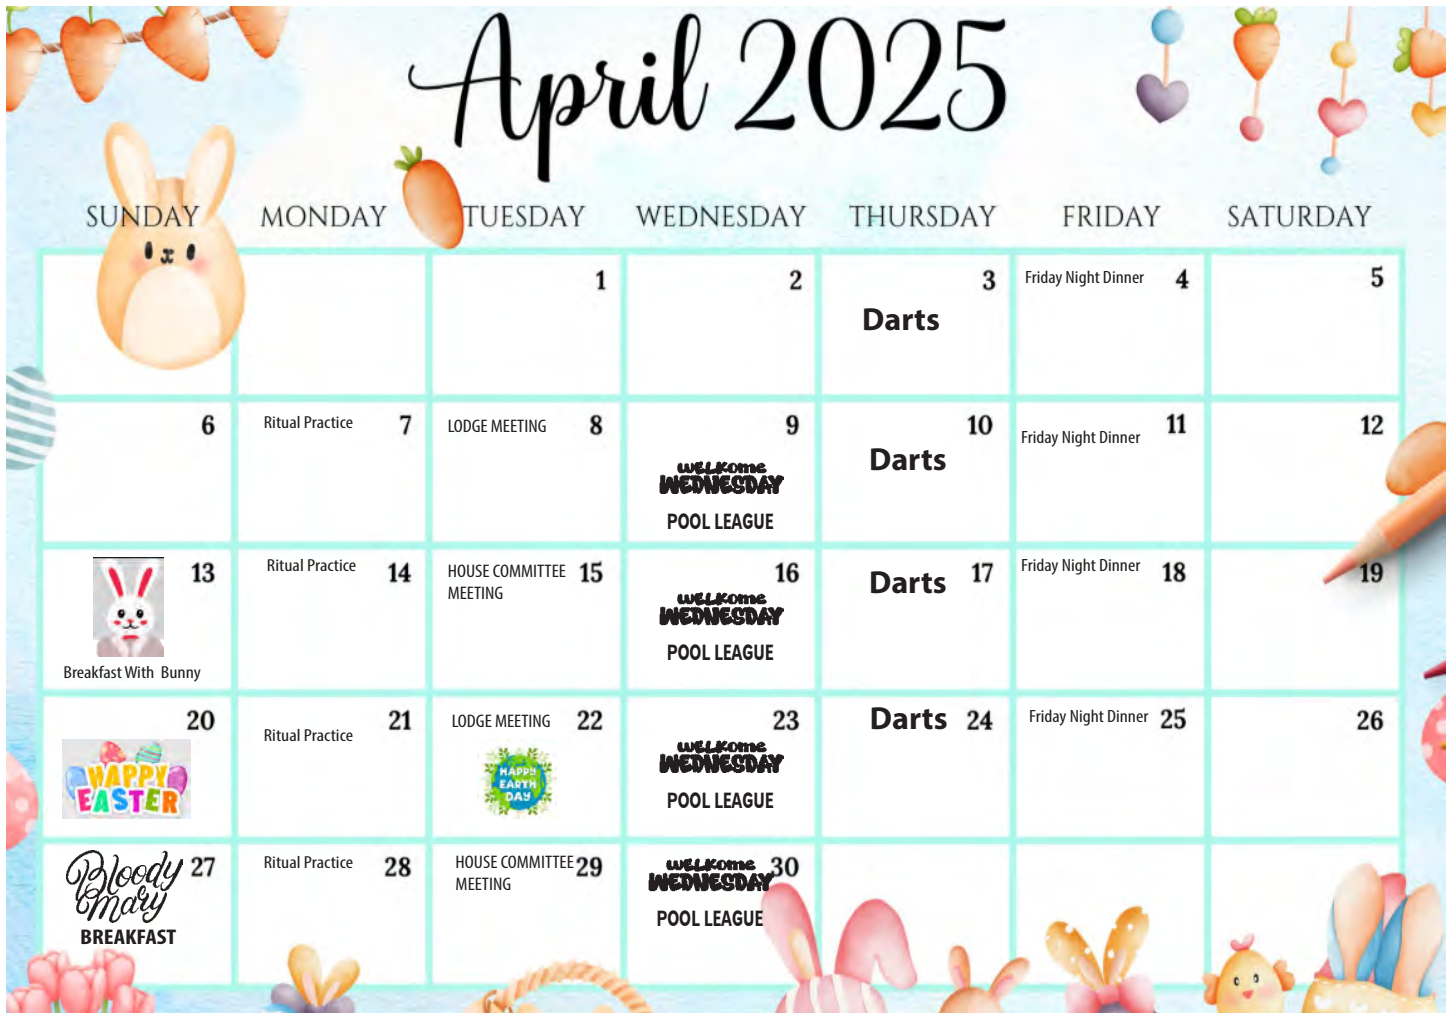 April 2025
SUNDAY MONDAY TUESDAY WEDNESDAY THURSDAY FRIDAY SATURDAY
1
2
3
Darts
Friday Night Dinner 4
5
6
Ritual Practice 7
LODGE MEETING 8
9
WELKOME
WEDNESDAY
POOL LEAGUE
10
Darts
Friday Night Dinner 11
12
13
Breakfast With Bunny
Ritual Practice 14
HOUSE COMMITTEE 15
MEETING
16
WELKOME
WEDNESDAY
POOL LEAGUE
Darts 17
Friday Night Dinner 18
19
20
HAPPY
EASTER
21
Ritual Practice
LODGE MEETING 22
HAPPY
EARTH
DAY
23
WELKOME
WEDNESDAY
POOL LEAGUE
Darts 24
Friday Night Dinner 25
26
Bloody 27
Mary
BREAKFAST
Ritual Practice 28
HOUSE COMMITTEE 29
MEETING
WELKOME 30
WEDNESDAY
POOL LEAGUE